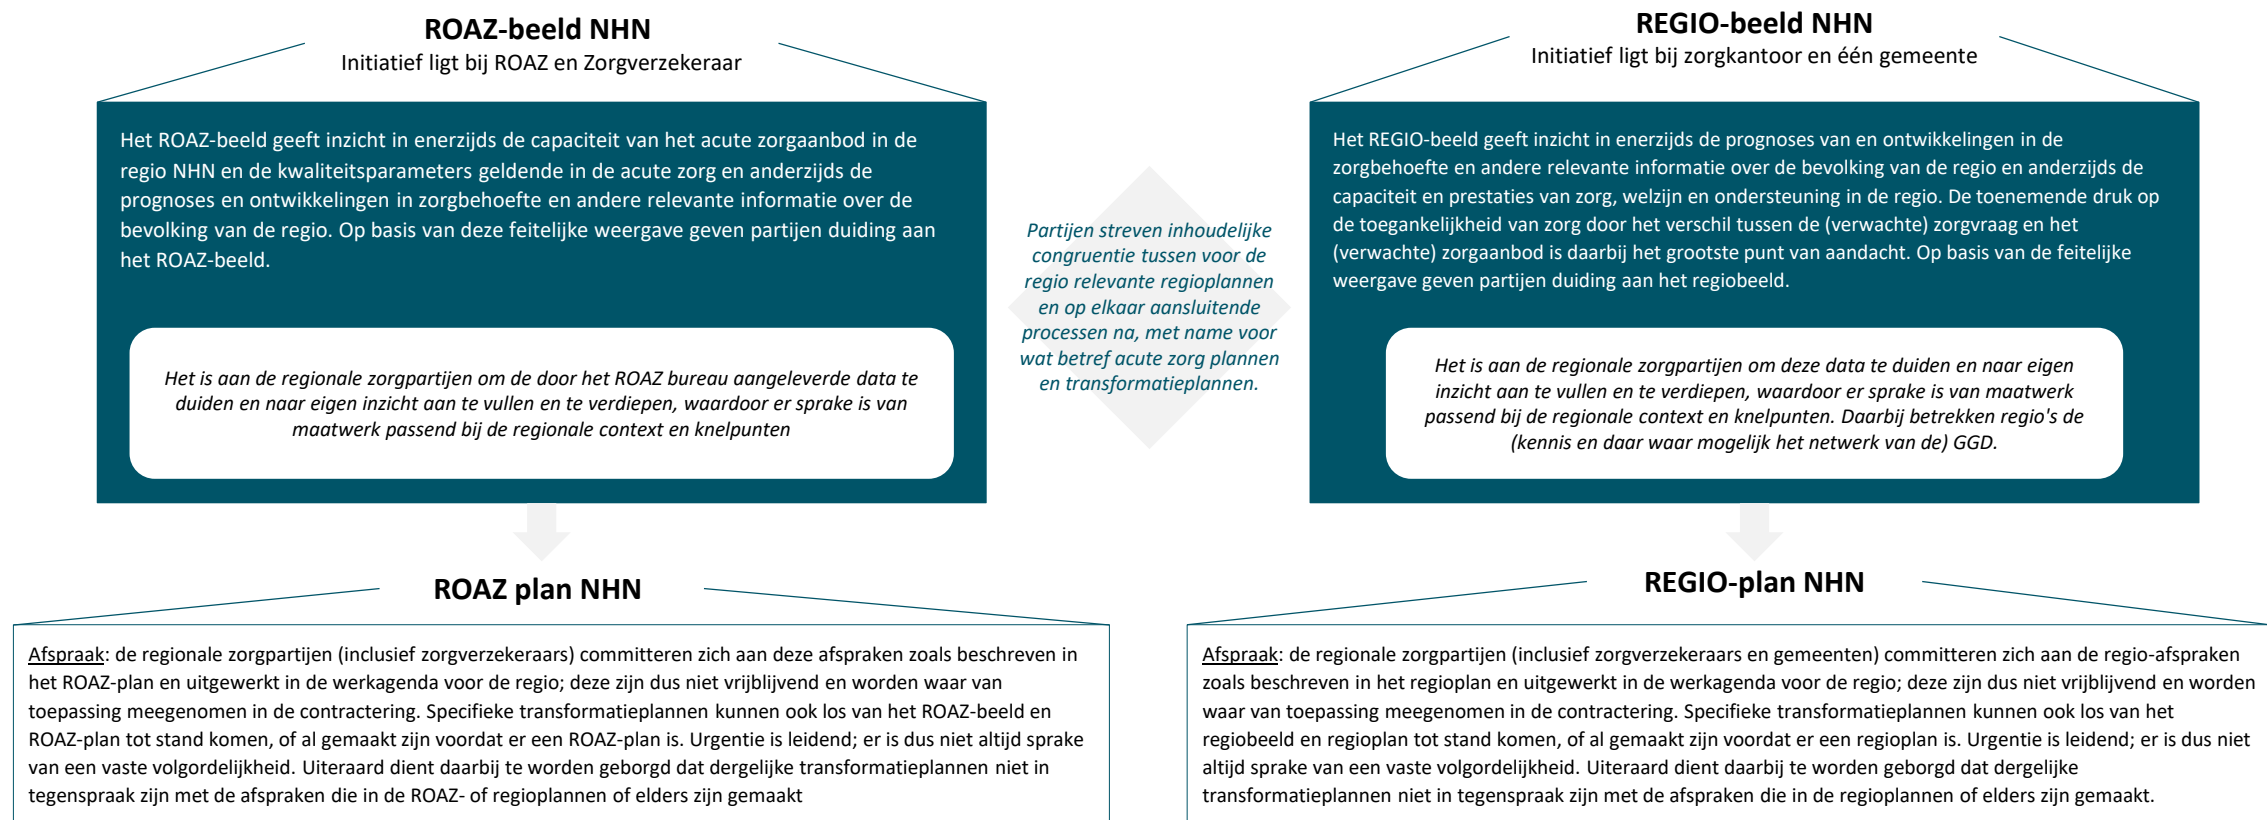 ROAZ-beeld NHN
Initiatief ligt bij ROAZ en Zorgverzekeraar
Het ROAZ-beeld geeft inzicht in enerzijds de capaciteit van het acute zorgaanbod in de
regio NHN en de kwaliteitsparameters geldende in de acute zorg en anderzijds de
prognoses en ontwikkelingen in zorgbehoefte en andere relevante informatie over de
bevolking van de regio. Op basis van deze feitelijke weergave geven partijen duiding aan
het ROAZ-beeld.
Het is aan de regionale zorgpartijen om de door het ROAZ bureau aangeleverde data te
duiden en naar eigen inzicht aan te vullen en te verdiepen, waardoor er sprake is van
maatwerk passend bij de regionale context en knelpunten
Partijen streven inhoudelijke
congruentie tussen voor de
regio relevante regioplannen
en op elkaar aansluitende
processen na, met name voor
wat betref acute zorg plannen
en transformatieplannen.
REGIO-beeld NHN
Initiatief ligt bij zorgkantoor en één gemeente
Het REGIO-beeld geeft inzicht in enerzijds de prognoses van en ontwikkelingen in de
zorgbehoefte en andere relevante informatie over de bevolking van de regio en anderzijds de
capaciteit en prestaties van zorg, welzijn en ondersteuning in de regio. De toenemende druk op
de toegankelijkheid van zorg door het verschil tussen de (verwachte) zorgvraag en het
(verwachte) zorgaanbod is daarbij het grootste punt van aandacht. Op basis van de feitelijke
weergave geven partijen duiding aan het regiobeeld.
Het is aan de regionale zorgpartijen om deze data te duiden en naar eigen
inzicht aan te vullen en te verdiepen, waardoor er sprake is van maatwerk
passend bij de regionale context en knelpunten. Daarbij betrekken regio's de
(kennis en daar waar mogelijk het netwerk van de) GGD.
ROAZ plan NHN
Afspraak: de regionale zorgpartijen (inclusief zorgverzekeraars) committeren zich aan deze afspraken zoals beschreven in
het ROAZ-plan en uitgewerkt in de werkagenda voor de regio; deze zijn dus niet vrijblijvend en worden waar van
toepassing meegenomen in de contractering. Specifieke transformatieplannen kunnen ook los van het ROAZ-beeld en
ROAZ-plan tot stand komen, of al gemaakt zijn voordat er een ROAZ-plan is. Urgentie is leidend; er is dus niet altijd sprake
van een vaste volgordelijkheid. Uiteraard dient daarbij te worden geborgd dat dergelijke transformatieplannen niet in
tegenspraak zijn met de afspraken die in de ROAZ- of regioplannen of elders zijn gemaakt
REGIO-plan NHN
Afspraak: de regionale zorgpartijen (inclusief zorgverzekeraars en gemeenten) committeren zich aan de regio-afspraken
zoals beschreven in het regioplan en uitgewerkt in de werkagenda voor de regio; deze zijn dus niet vrijblijvend en worden
waar van toepassing meegenomen in de contractering. Specifieke transformatieplannen kunnen ook los van het
regiobeeld en regioplan tot stand komen, of al gemaakt zijn voordat er een regioplan is. Urgentie is leidend; er is dus niet
altijd sprake van een vaste volgordelijkheid. Uiteraard dient daarbij te worden geborgd dat dergelijke
transformatieplannen niet in tegenspraak zijn met de afspraken die in de regioplannen of elders zijn gemaakt.